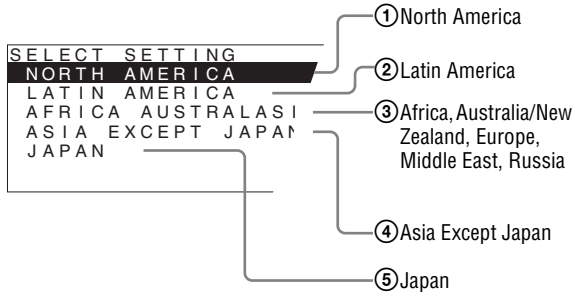 SELECT SETTING
NORTH AMERICA
LATIN AMERICA
AFRICA AUSTRALASI
ASIA EXCEPT JAPAN
JAPAN
①North America
②Latin America
③Africa, Australia/New
Zealand, Europe,
Middle East, Russia
④Asia Except Japan
⑤Japan